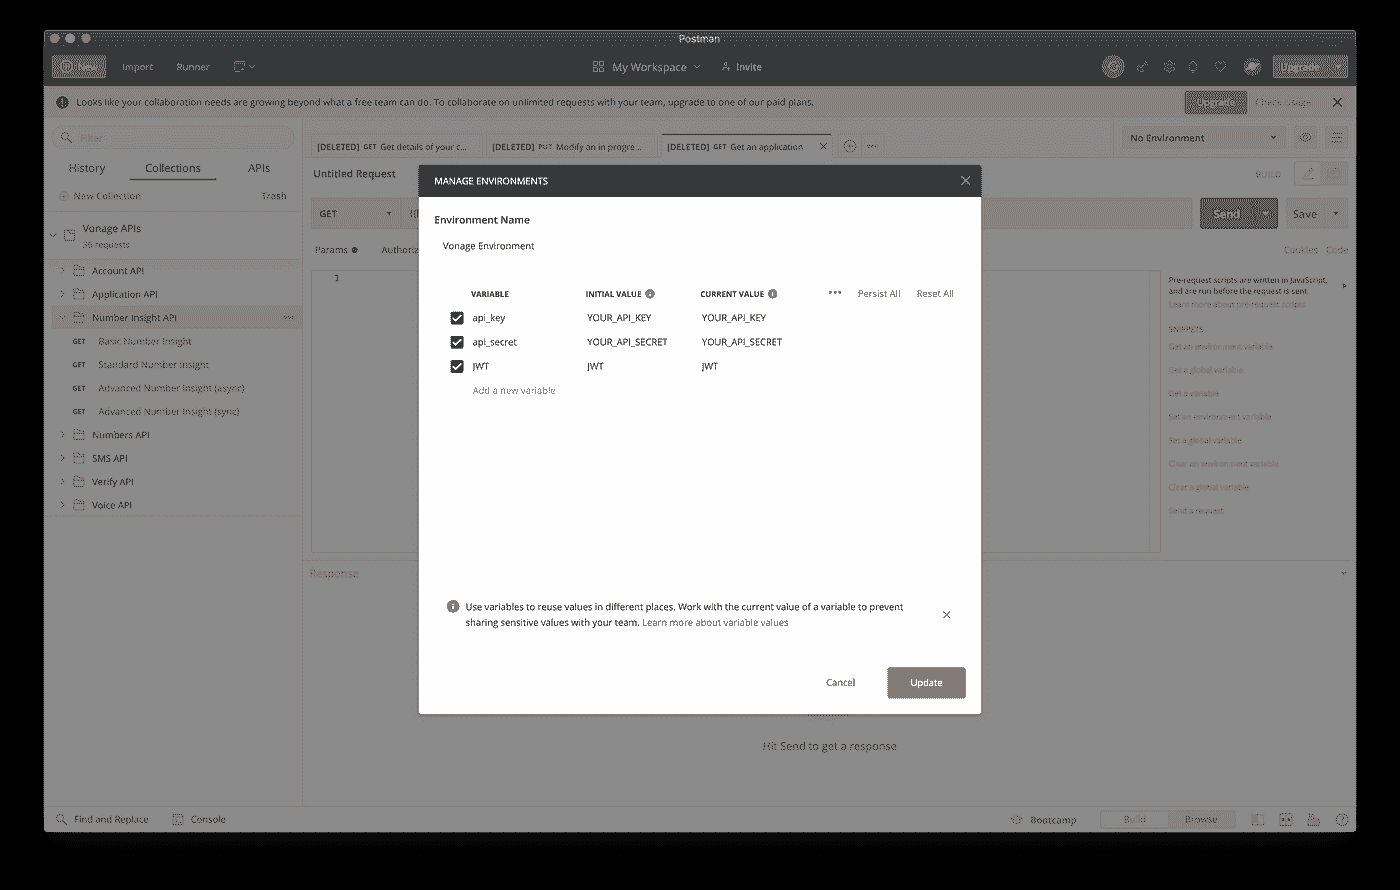 Postman
New Import Runner My Workspace Invite Upgrade
Looks like your collaboration needs are growing beyond what a free team can do. To collaborate on unlimited requests with your team, upgrade to one of our paid plans. Upgrade Check Usage
Filter
[DELETED] GET Get details of your c... [DELETED] PUT Modify an in progre... [DELETED] GET Get an application
No Environment
History Collections APIs
Untitled Request
BUILD
New Collection Trash
GET
Send Save
Vonage APIs
36 requests
Params
Cookies Code
Account API
Application API
Number Insight API
GET Basic Number Insight
GET Standard Number Insight
GET Advanced Number Insight (async)
GET Advanced Number Insight (sync)
Numbers API
SMS API
Verify API
Voice API
1
Pre-request scripts are written in JavaScript,
and are run before the request is sent.
Learn more about pre-request scripts
SNIPPETS
Get an environment variable
Get a global variable
Get a variable
Set an environment variable
Set a global variable
Clear an environment variable
Clear a global variable
Send a request
MANAGE ENVIRONMENTS
Environment Name
Vonage Environment
VARIABLE INITIAL VALUE CURRENT VALUE Persist All Reset All
api_key YOUR_API_KEY YOUR_API_KEY
api_secret YOUR_API_SECRET YOUR_API_SECRET
JWT JWT JWT
Add a new variable
Use variables to reuse values in different places. Work with the current value of a variable to prevent
sharing sensitive values with your team. Learn more about variable values
Cancel Update
Response
Hit Send to get a response
Find and Replace Console Bootcamp Build Browse